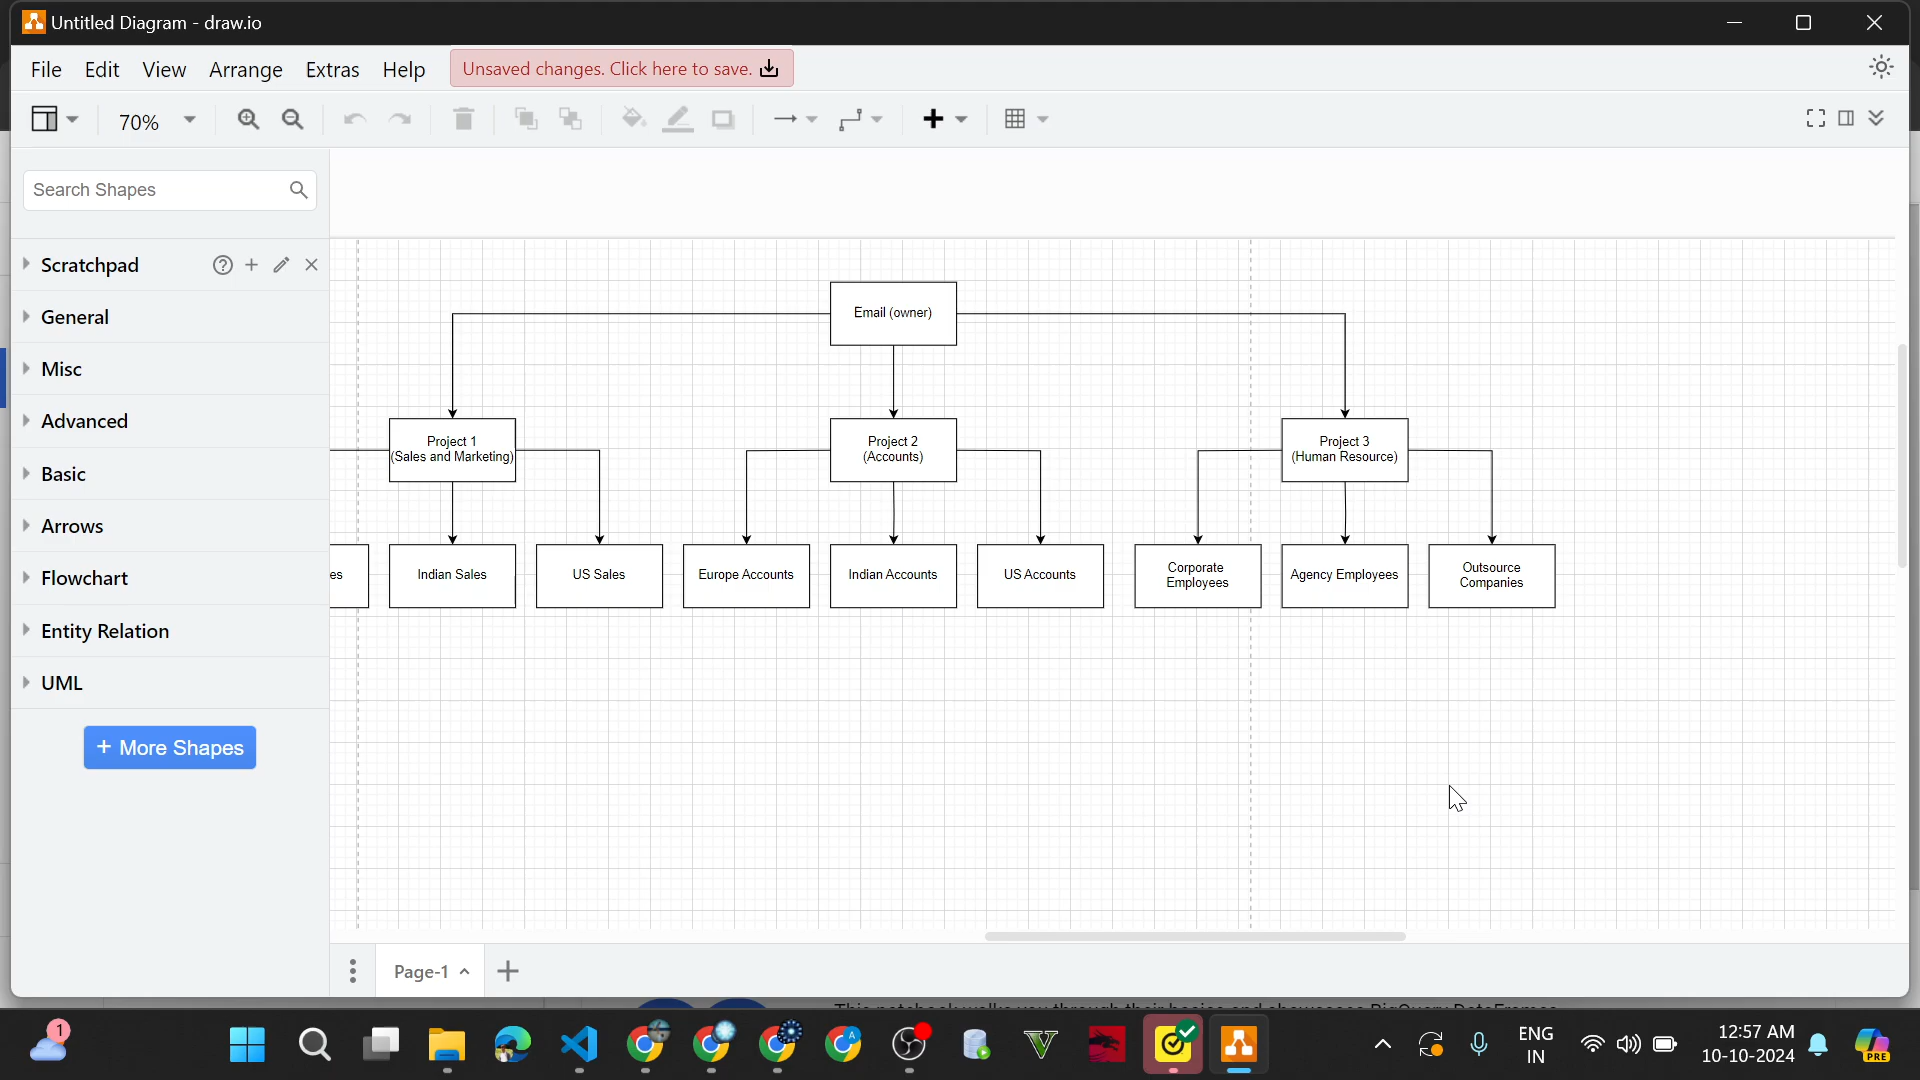 Untitled Diagram - draw.io
File Edit View Arrange Extras Help Unsaved changes. Click here to save.
70%
Search Shapes
Scratchpad
General
Misc
Advanced
Basic
Arrows
Flowchart
Entity Relation
UML
+ More Shapes
Email (owner)
Project 1
(Sales and Marketing)
Project 2
(Accounts)
Project 3
(Human Resource)
es
Indian Sales
US Sales
Europe Accounts
Indian Accounts
US Accounts
Corporate
Employees
Agency Employees
Outsource
Companies
Page-1
1
ENG
IN
12:57 AM
10-10-2024
PRE